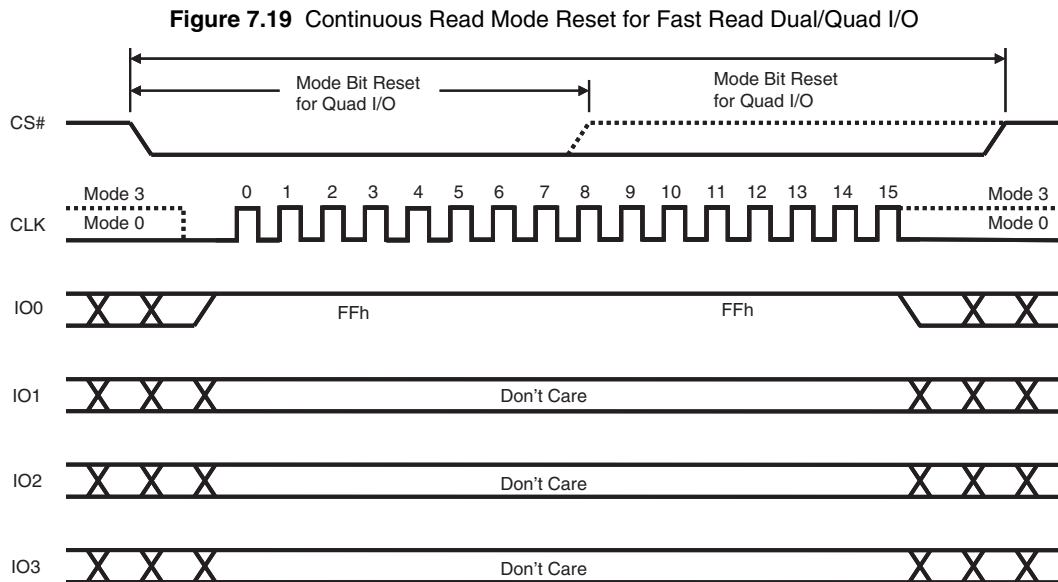 Figure 7.19 Continuous Read Mode Reset for Fast Read Dual/Quad I/O
Mode Bit Reset
for Quad I/O
Mode Bit Reset
for Quad I/O
CS#
Mode 3
Mode 0
CLK
0 1 2 3 4 5 6 7 8 9 10 11 12 13 14 15
Mode 3
Mode 0
IO0
FFh
FFh
IO1
Don't Care
IO2
Don't Care
IO3
Don't Care